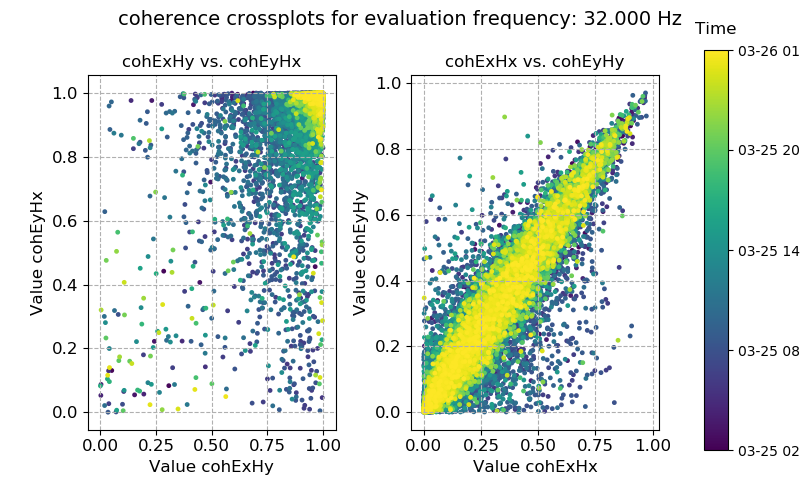 coherence crossplots for evaluation frequency: 32.000 Hz
Time
cohExHy vs. cohEyHx
cohExHx vs. cohEyHy
1.0
0.8
0.6
0.4
0.2
0.0
Value cohEyHx
0.00 0.25 0.50 0.75 1.00
Value cohExHy
1.0
0.8
0.6
0.4
0.2
0.0
Value cohEyHy
0.00 0.25 0.50 0.75 1.00
Value cohExHx
03-26 01
03-25 20
03-25 14
03-25 08
03-25 02